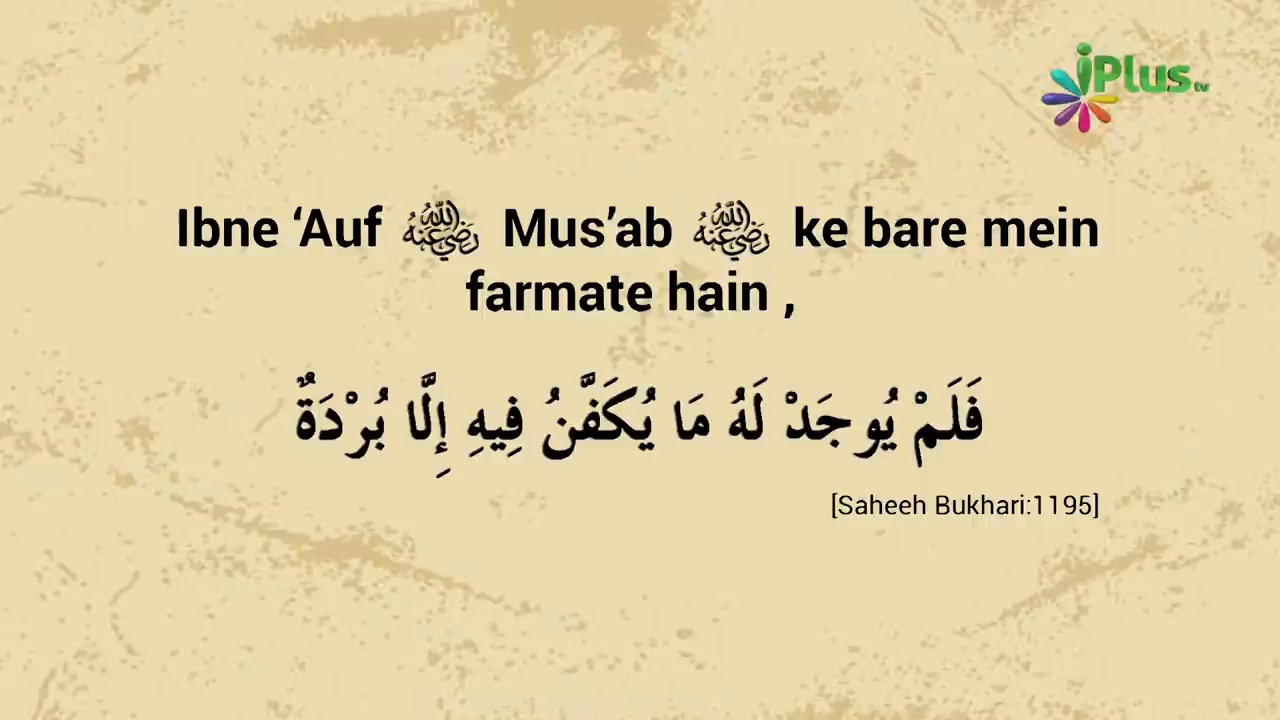 iPlus tv
Ibne ‘Auf رضي الله عنه Mus’ab رضي الله عنه ke bare mein
farmate hain ,
فَلَمْ يُوجَدْ لَهُ مَا يُكَفَّنُ فِيهِ إِلَّا بُرْدَةٌ
[Saheeh Bukhari:1195]